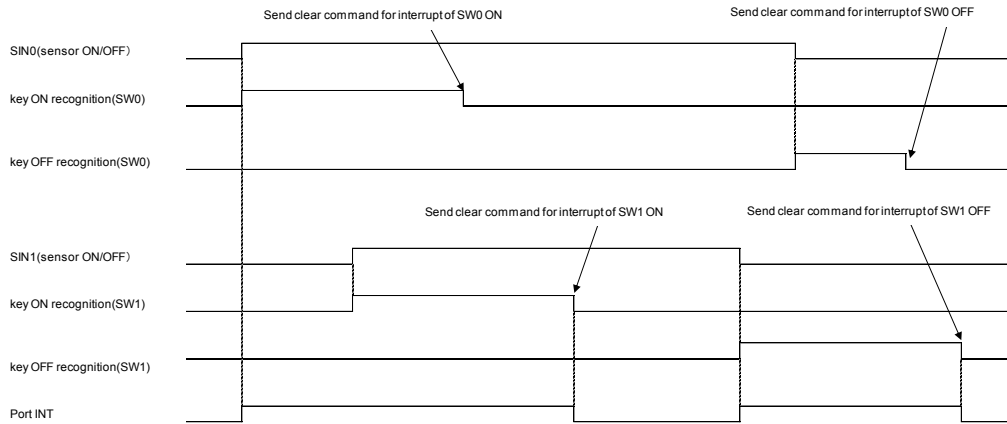 Send clear command for interrupt of SW0 ON
Send clear command for interrupt of SW0 OFF
SIN0(sensor ON/OFF）
key ON recognition(SW0)
key OFF recognition(SW0)
Send clear command for interrupt of SW1 ON
Send clear command for interrupt of SW1 OFF
SIN1(sensor ON/OFF）
key ON recognition(SW1)
key OFF recognition(SW1)
Port INT